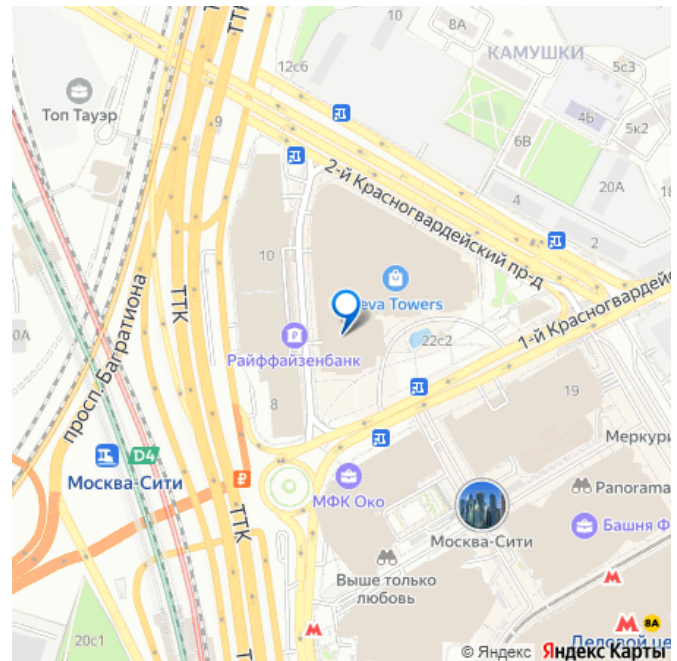 10
8А
КАМУШКИ
5с3
12с6
ТТК
Топ Тауэр
9
4Б
5к2
6В
2-й Красногвардейский пр-д
20А
4
2
10
просп. Багратиона
ТТК
eva Towers
1-й Красногвардейс
22с2
Райффайзенбанк
0А
8
19
D4
Москва-Сити
МФК Око
Меркури
Panorama
Башня Ф
ТТК
Москва-Сити
Выше только
любовь
8А
Деловой це
20с1
© Яндекс Яндекс Карты